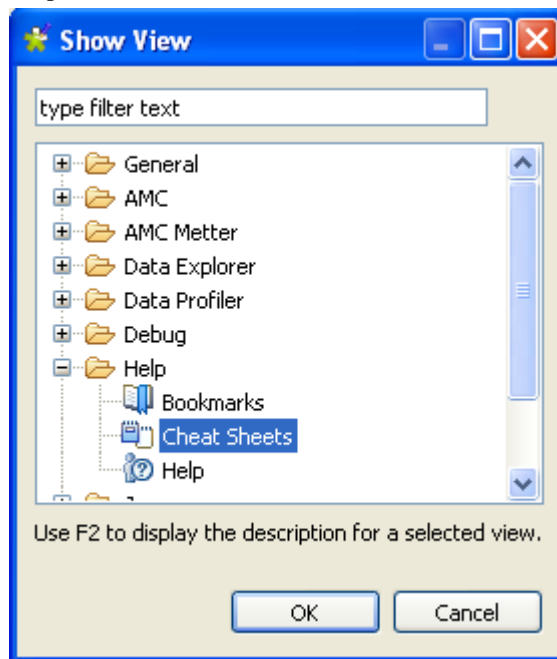 Show View
type filter text
General
AMC
AMC Metter
Data Explorer
Data Profiler
Debug
Help
Bookmarks
Cheat Sheets
Help
Use F2 to display the description for a selected view.
OK
Cancel